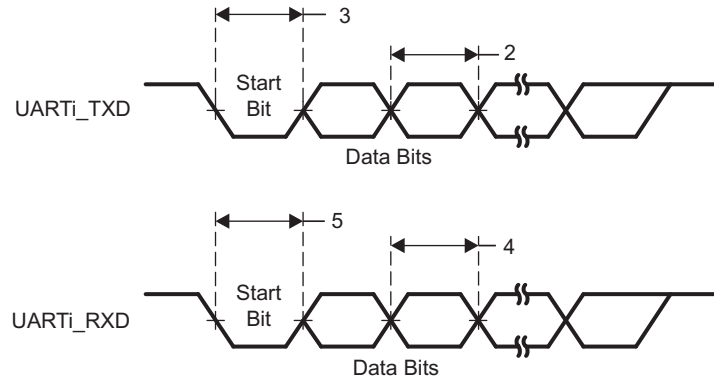 3
2
Start
Bit
UARTi_TXD
Data Bits
5
4
Start
Bit
UARTi_RXD
Data Bits